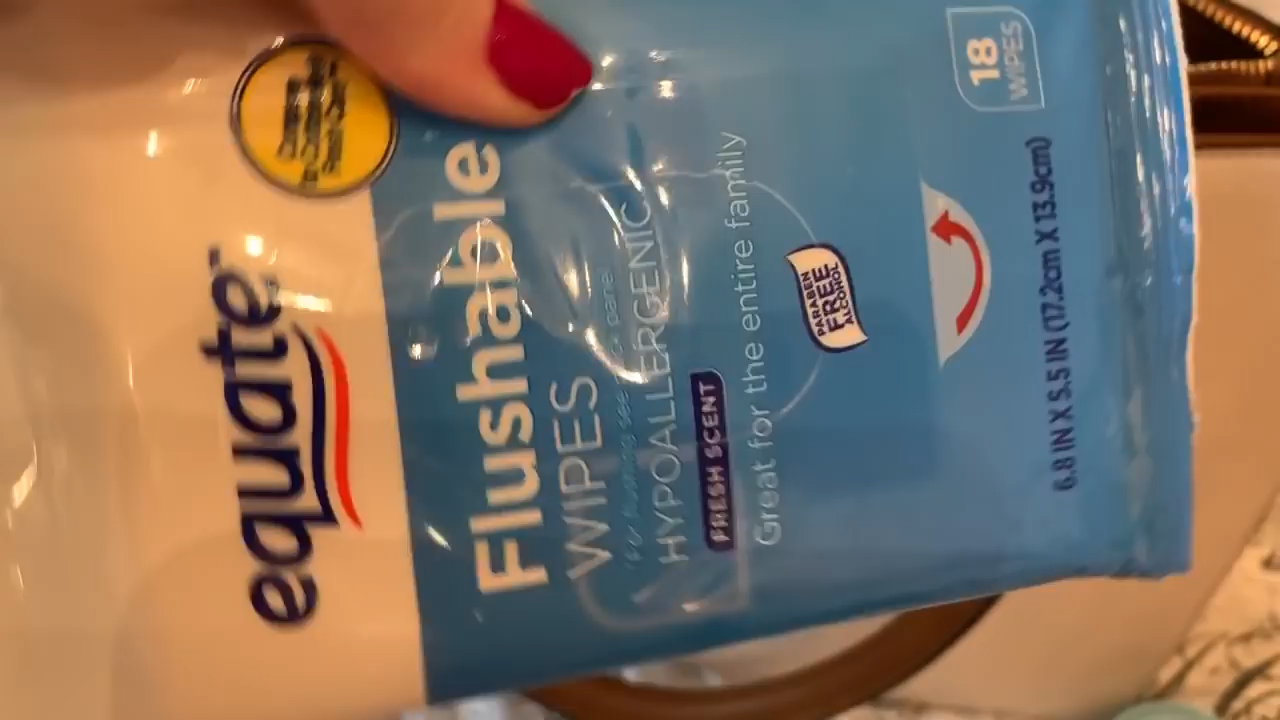 equate
Flushable
WIPES
HYPOALLERGENIC
FRESH SCENT
Great for the entire family
PARABEN
FREE
ALCOHOL
18
WIPES
6.8 IN X 5.5 IN (17.2cm X 13.9cm)